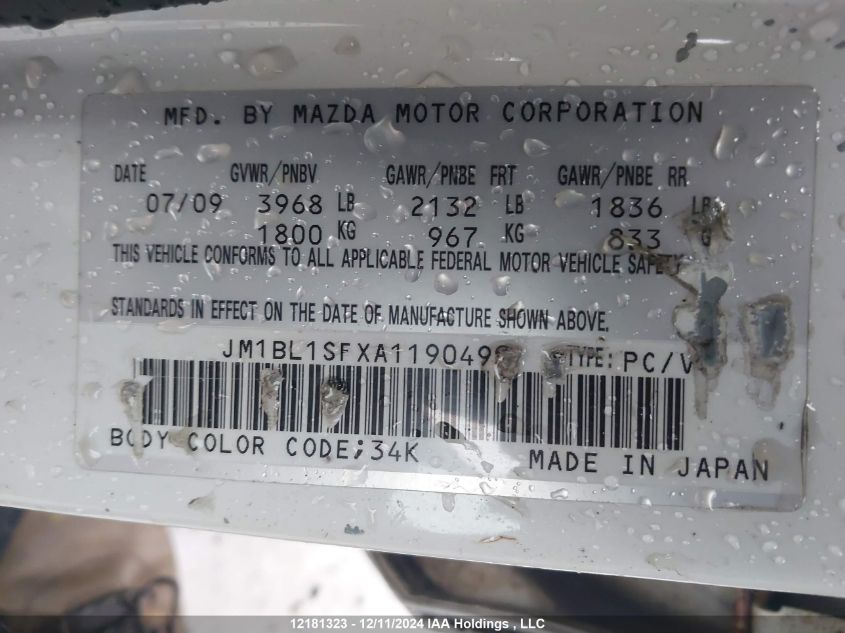 MFD. BY MAZDA MOTOR CORPORATION
DATE GVWR/PNBV GAWR/PNBE FRT GAWR/PNBE RR
07/09 3968 LB 2132 LB 1836 LB
1800 KG 967 KG 833
THIS VEHICLE CONFORMS TO ALL APPLICABLE FEDERAL MOTOR VEHICLE SAFETY
STANDARDS IN EFFECT ON THE DATE OF MANUFACTURE SHOWN ABOVE.
TYPE: PC/V
BODY COLOR CODE;34K MADE IN JAPAN
12181323 - 12/11/2024 IAA Holdings , LLC